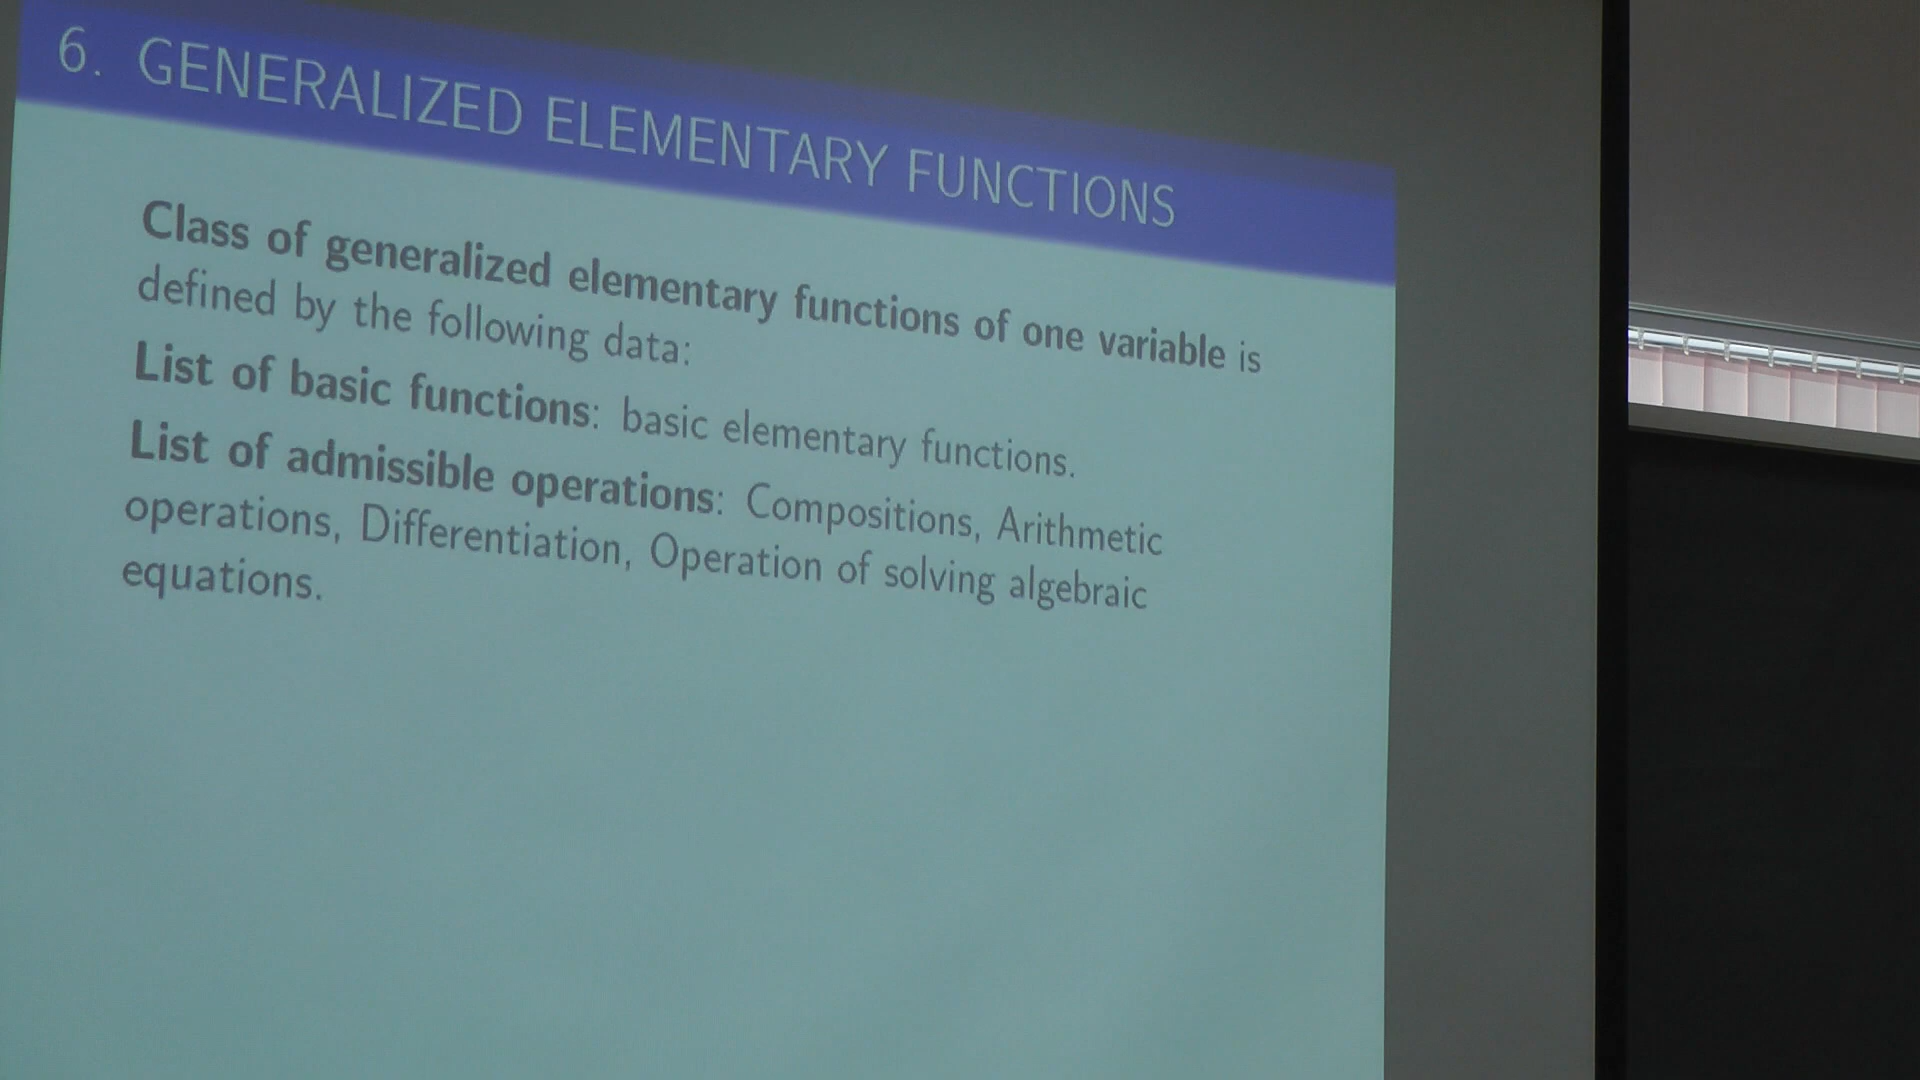 6. GENERALIZED ELEMENTARY FUNCTIONS
Class of generalized elementary functions of one variable is
defined by the following data:
List of basic functions: basic elementary functions.
List of admissible operations: Compositions, Arithmetic
operations, Differentiation, Operation of solving algebraic
equations.